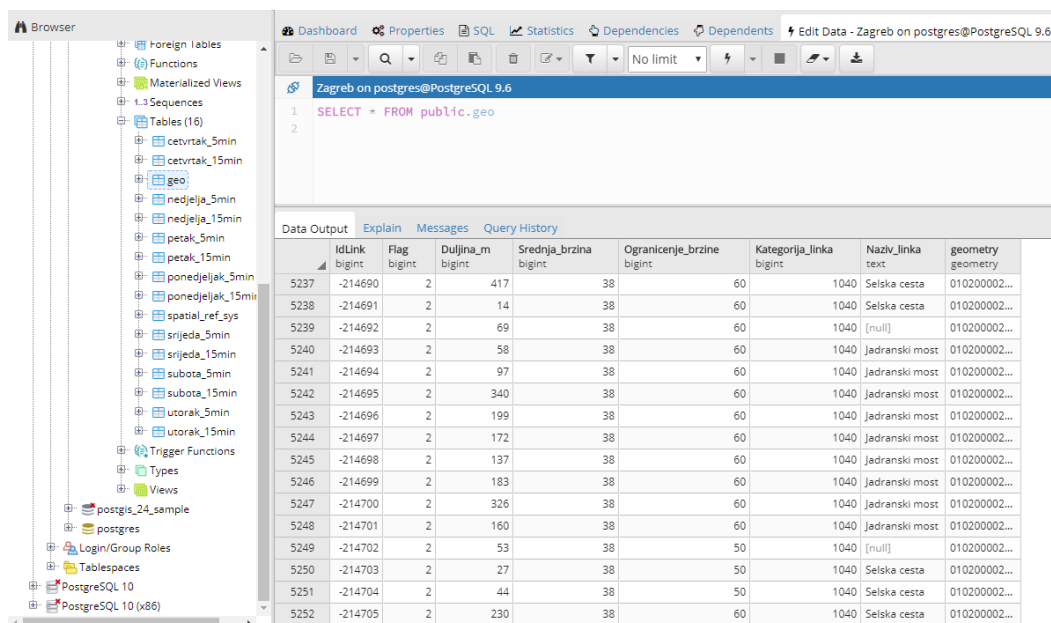 Browser
Foreign Tables
Functions
Materialized Views
1..3 Sequences
Tables (16)
cetvrtak_5min
cetvrtak_15min
geo
nedjelja_5min
nedjelja_15min
petak_5min
petak_15min
ponedjeljak_5min
ponedjeljak_15min
spatial_ref_sys
srijeda_5min
srijeda_15min
subota_5min
subota_15min
utorak_5min
utorak_15min
Trigger Functions
Types
Views
postgis_24_sample
postgres
Login/Group Roles
Tablespaces
PostgreSQL 10
PostgreSQL 10 (x86)
Dashboard Properties SQL Statistics Dependencies Dependents Edit Data - Zagreb on postgres@PostgreSQL 9.6
No limit
Zagreb on postgres@PostgreSQL 9.6
1 SELECT * FROM public.geo
2
Data Output Explain Messages Query History
IdLink Flag Duljina_m Srednja_brzina Ogranicenje_brzine Kategorija_linka Naziv_linka geometry
bigint bigint bigint bigint bigint bigint text geometry
5237 -214690 2 417 38 60 1040 Selska cesta 010200002...
5238 -214691 2 14 38 60 1040 Selska cesta 010200002...
5239 -214692 2 69 38 60 1040 [null] 010200002...
5240 -214693 2 58 38 60 1040 Jadranski most 010200002...
5241 -214694 2 97 38 60 1040 Jadranski most 010200002...
5242 -214695 2 340 38 60 1040 Jadranski most 010200002...
5243 -214696 2 199 38 60 1040 Jadranski most 010200002...
5244 -214697 2 172 38 60 1040 Jadranski most 010200002...
5245 -214698 2 137 38 60 1040 Jadranski most 010200002...
5246 -214699 2 183 38 60 1040 Jadranski most 010200002...
5247 -214700 2 326 38 60 1040 Jadranski most 010200002...
5248 -214701 2 160 38 60 1040 Jadranski most 010200002...
5249 -214702 2 53 38 50 1040 [null] 010200002...
5250 -214703 2 27 38 50 1040 Selska cesta 010200002...
5251 -214704 2 44 38 50 1040 Selska cesta 010200002...
5252 -214705 2 230 38 60 1040 Selska cesta 010200002...